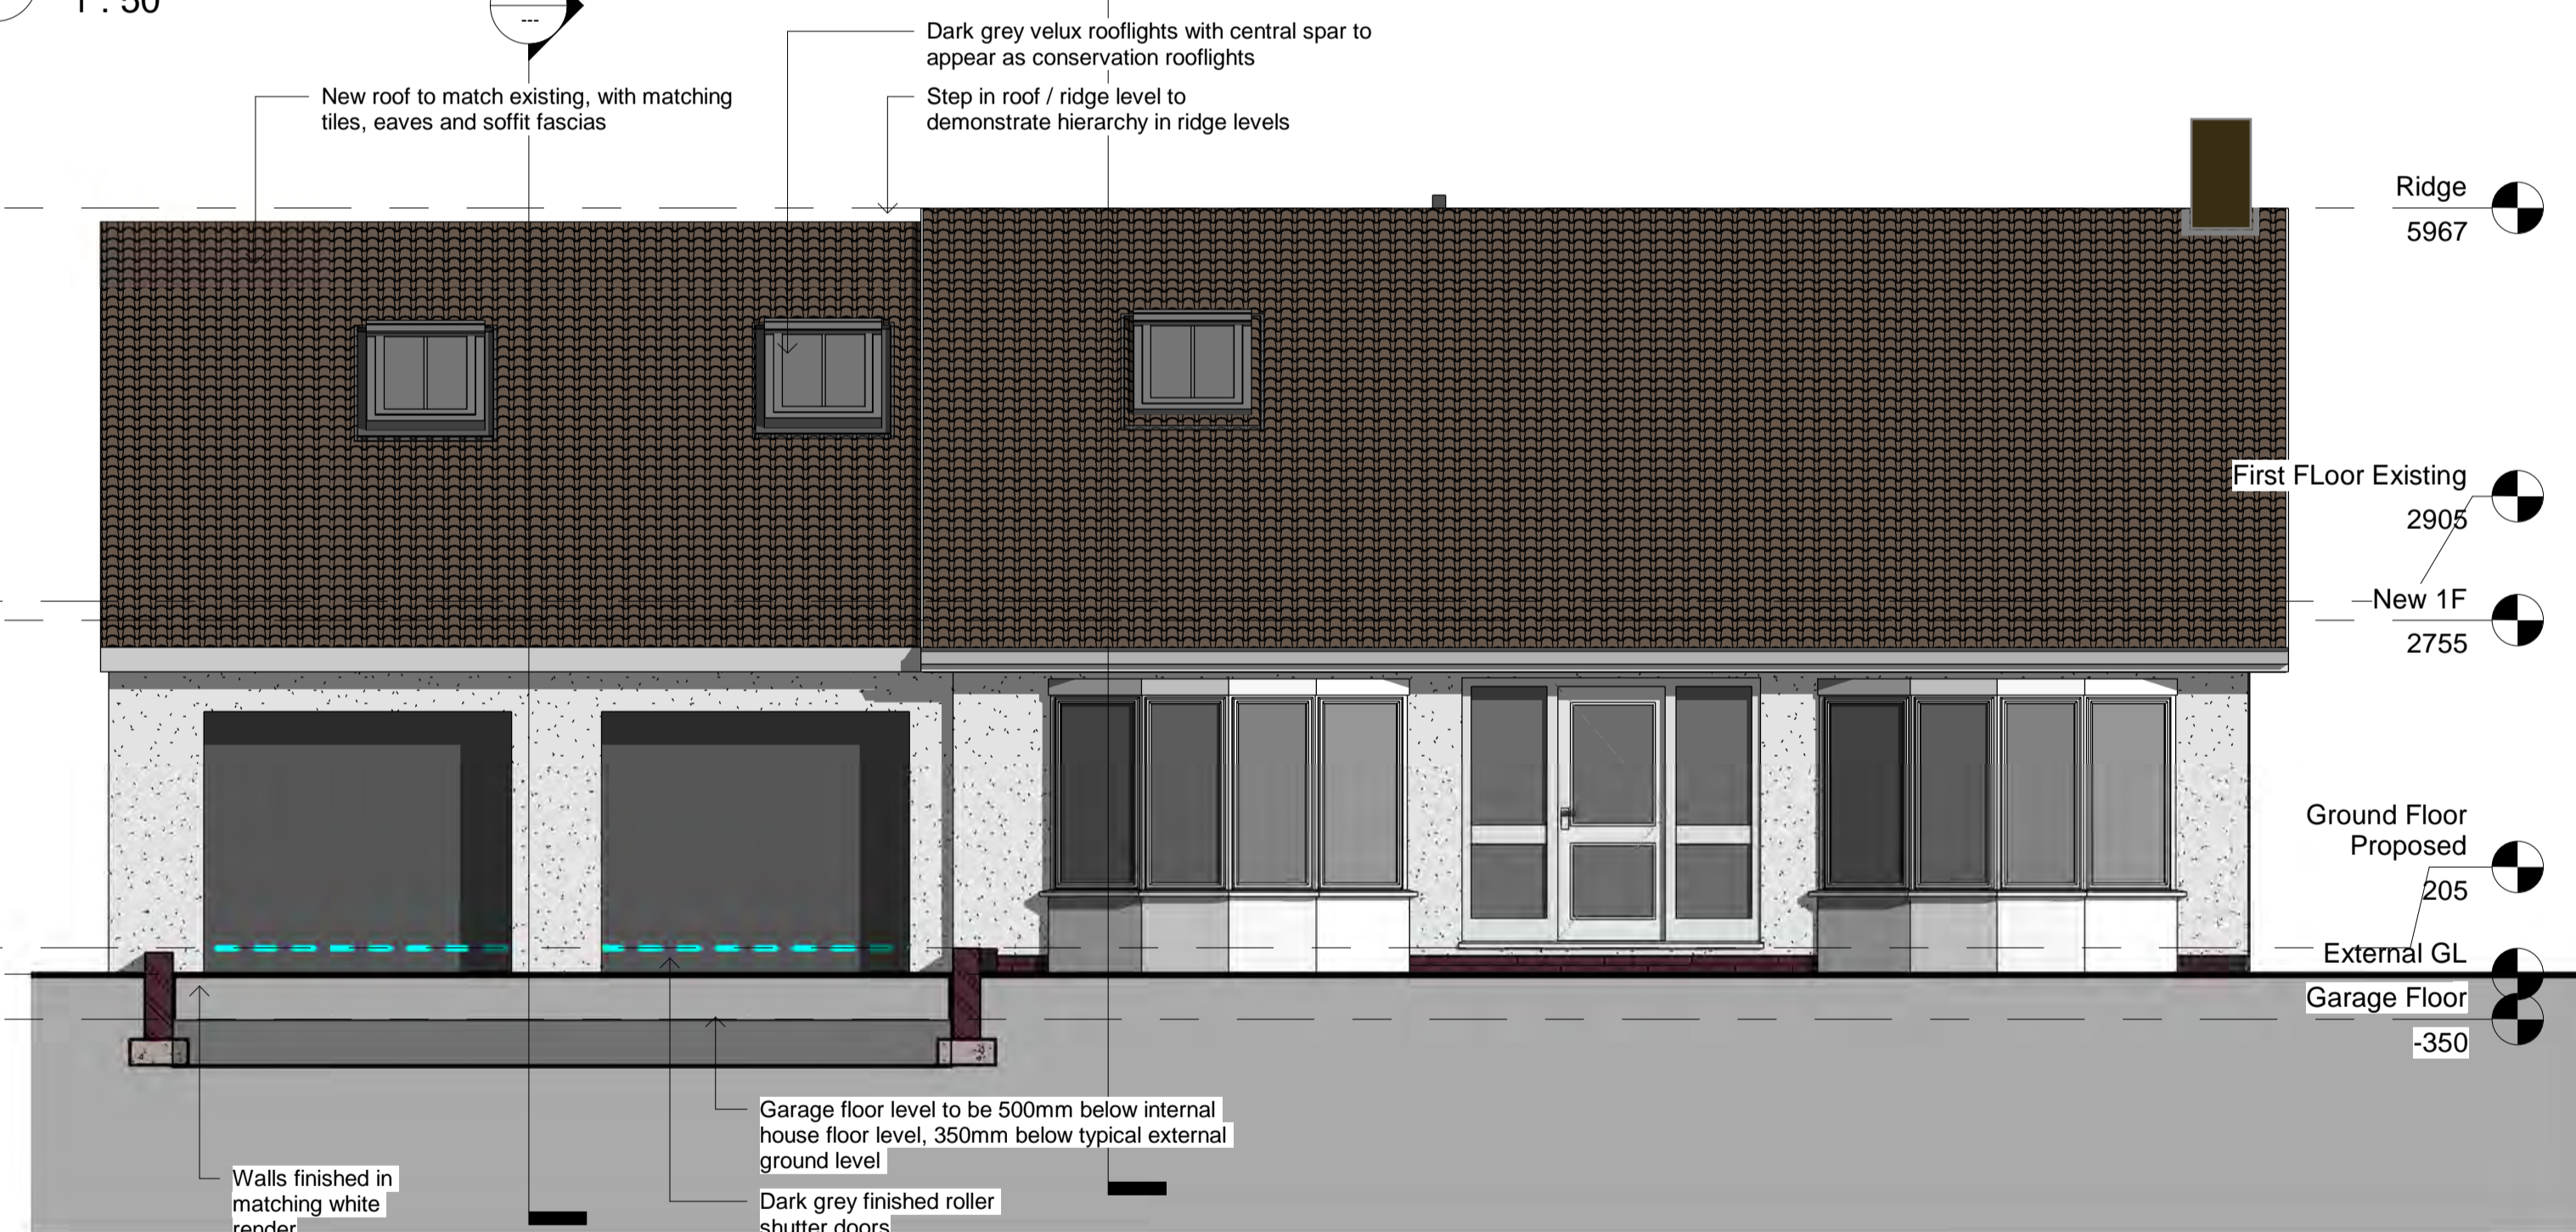 1 : 50
---
Dark grey velux rooflights with central spar to
appear as conservation rooflights
New roof to match existing, with matching
tiles, eaves and soffit fascias
Step in roof / ridge level to
demonstrate hierarchy in ridge levels
Ridge
5967
First FLoor Existing
2905
New 1F
2755
Ground Floor
Proposed
205
External GL
Garage Floor
-350
Garage floor level to be 500mm below internal
house floor level, 350mm below typical external
ground level
Walls finished in
matching white
render
Dark grey finished roller
shutter doors